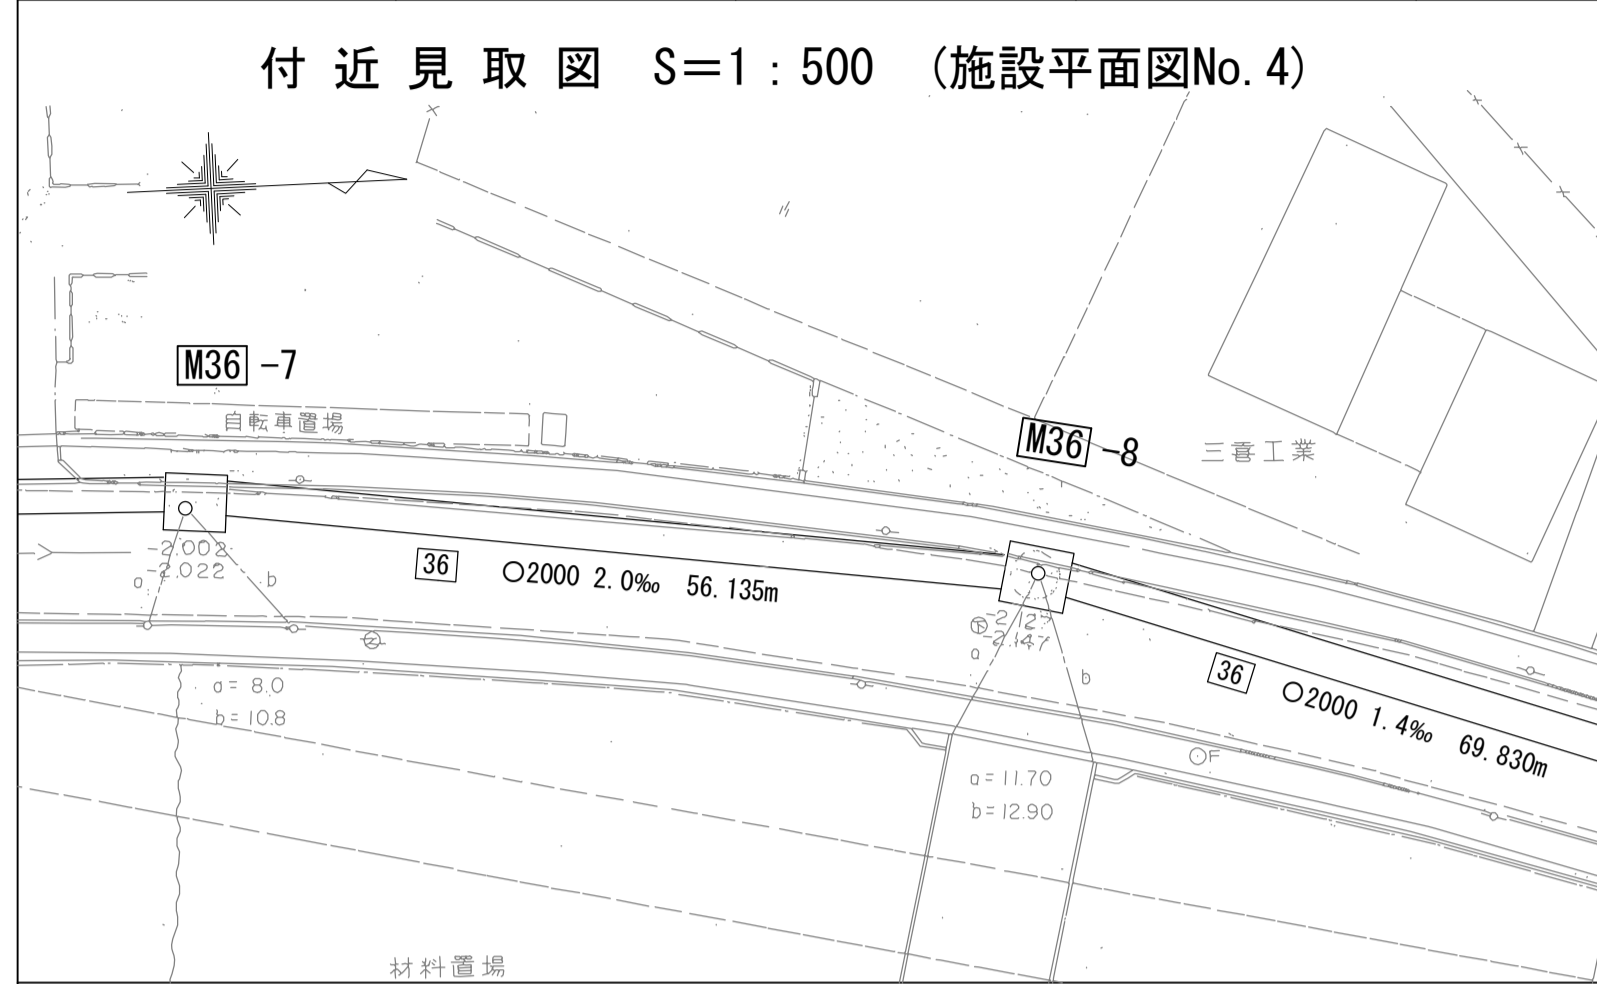 付近見取図 S=1:500 (施設平面図No.4)
M36 -7
自転車置場
M36 -8
三喜工業
-2.002
-2.022
a
b
36 ○2000 2.0‰ 56.135m
-2.127
-2.147
a
b
36 ○2000 1.4‰ 69.830m
a=8.0
b=10.8
F
a=11.70
b=12.90
材料置場